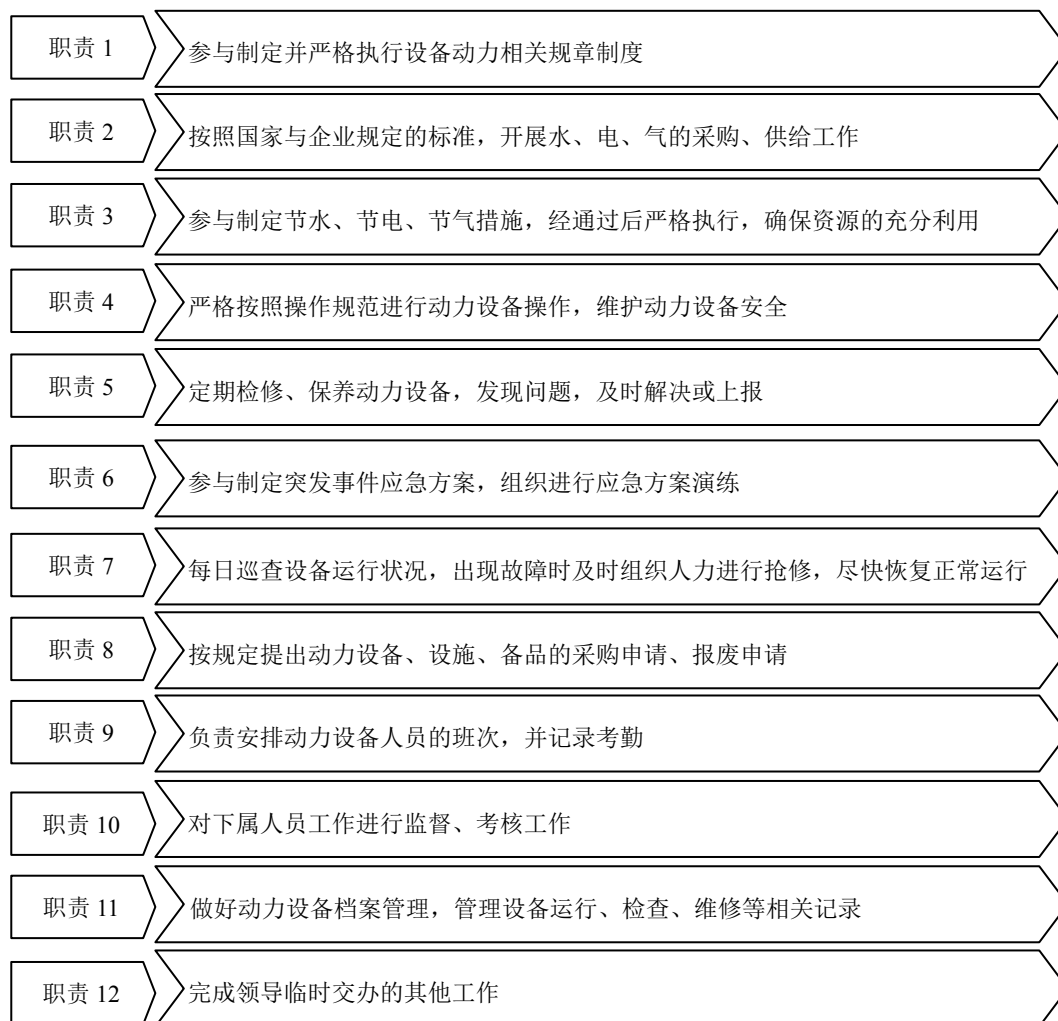 职责 1 参与制定并严格执行设备动力相关规章制度
职责 2 按照国家与企业规定的标准，开展水、电、气的采购、供给工作
职责 3 参与制定节水、节电、节气措施，经通过后严格执行，确保资源的充分利用
职责 4 严格按照操作规范进行动力设备操作，维护动力设备安全
职责 5 定期检修、保养动力设备，发现问题，及时解决或上报
职责 6 参与制定突发事件应急方案，组织进行应急方案演练
职责 7 每日巡查设备运行状况，出现故障时及时组织人力进行抢修，尽快恢复正常运行
职责 8 按规定提出动力设备、设施、备品的采购申请、报废申请
职责 9 负责安排动力设备人员的班次，并记录考勤
职责 10 对下属人员工作进行监督、考核工作
职责 11 做好动力设备档案管理，管理设备运行、检查、维修等相关记录
职责 12 完成领导临时交办的其他工作